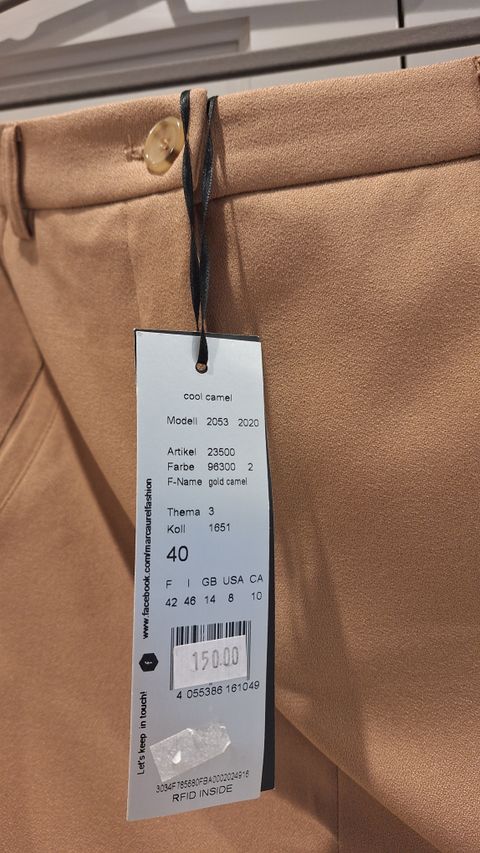 cool camel
Modell 2053 2020
Artikel 23500
Farbe 96300 2
F-Name gold camel
Thema 3
Koll 1651
40
F I GB USA CA
42 46 14 8 10
150.00
4 055386 161049
3034F785680FBA0002024916
RFID INSIDE
Let's keep in touch! f www.facebook.com/marcaurelfashion